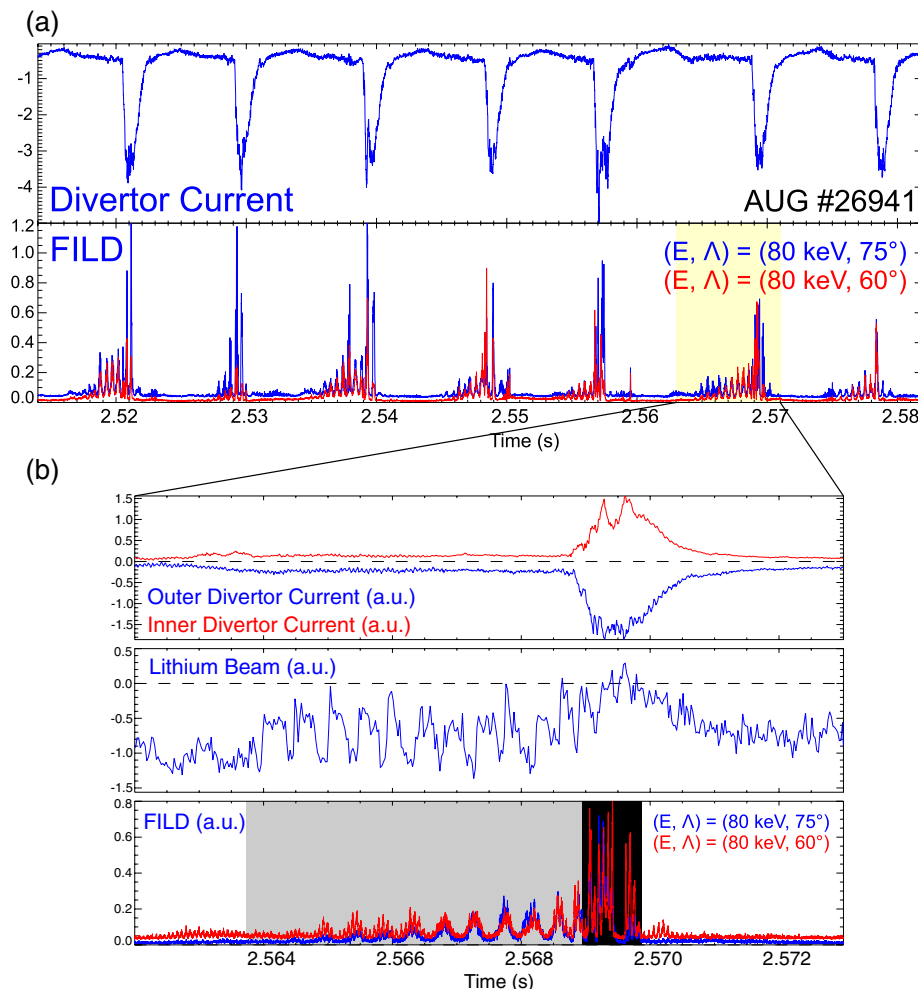 (a)
-1
-2
-3
-4
Divertor Current
AUG #26941
1.2
1.0
0.8
0.6
0.4
0.2
0.0
FILD
(E, Λ) = (80 keV, 75°)
(E, Λ) = (80 keV, 60°)
2.52 2.53 2.54 2.55 2.56 2.57 2.58
Time (s)
(b)
1.5
1.0
0.5
0.0
-0.5
-1.0
-1.5
Outer Divertor Current (a.u.)
Inner Divertor Current (a.u.)
Lithium Beam (a.u.)
0.0
-0.5
-1.0
-1.5
0.8
0.6
0.4
0.2
0.0
FILD (a.u.)
(E, Λ) = (80 keV, 75°)
(E, Λ) = (80 keV, 60°)
2.564 2.566 2.568 2.570 2.572
Time (s)